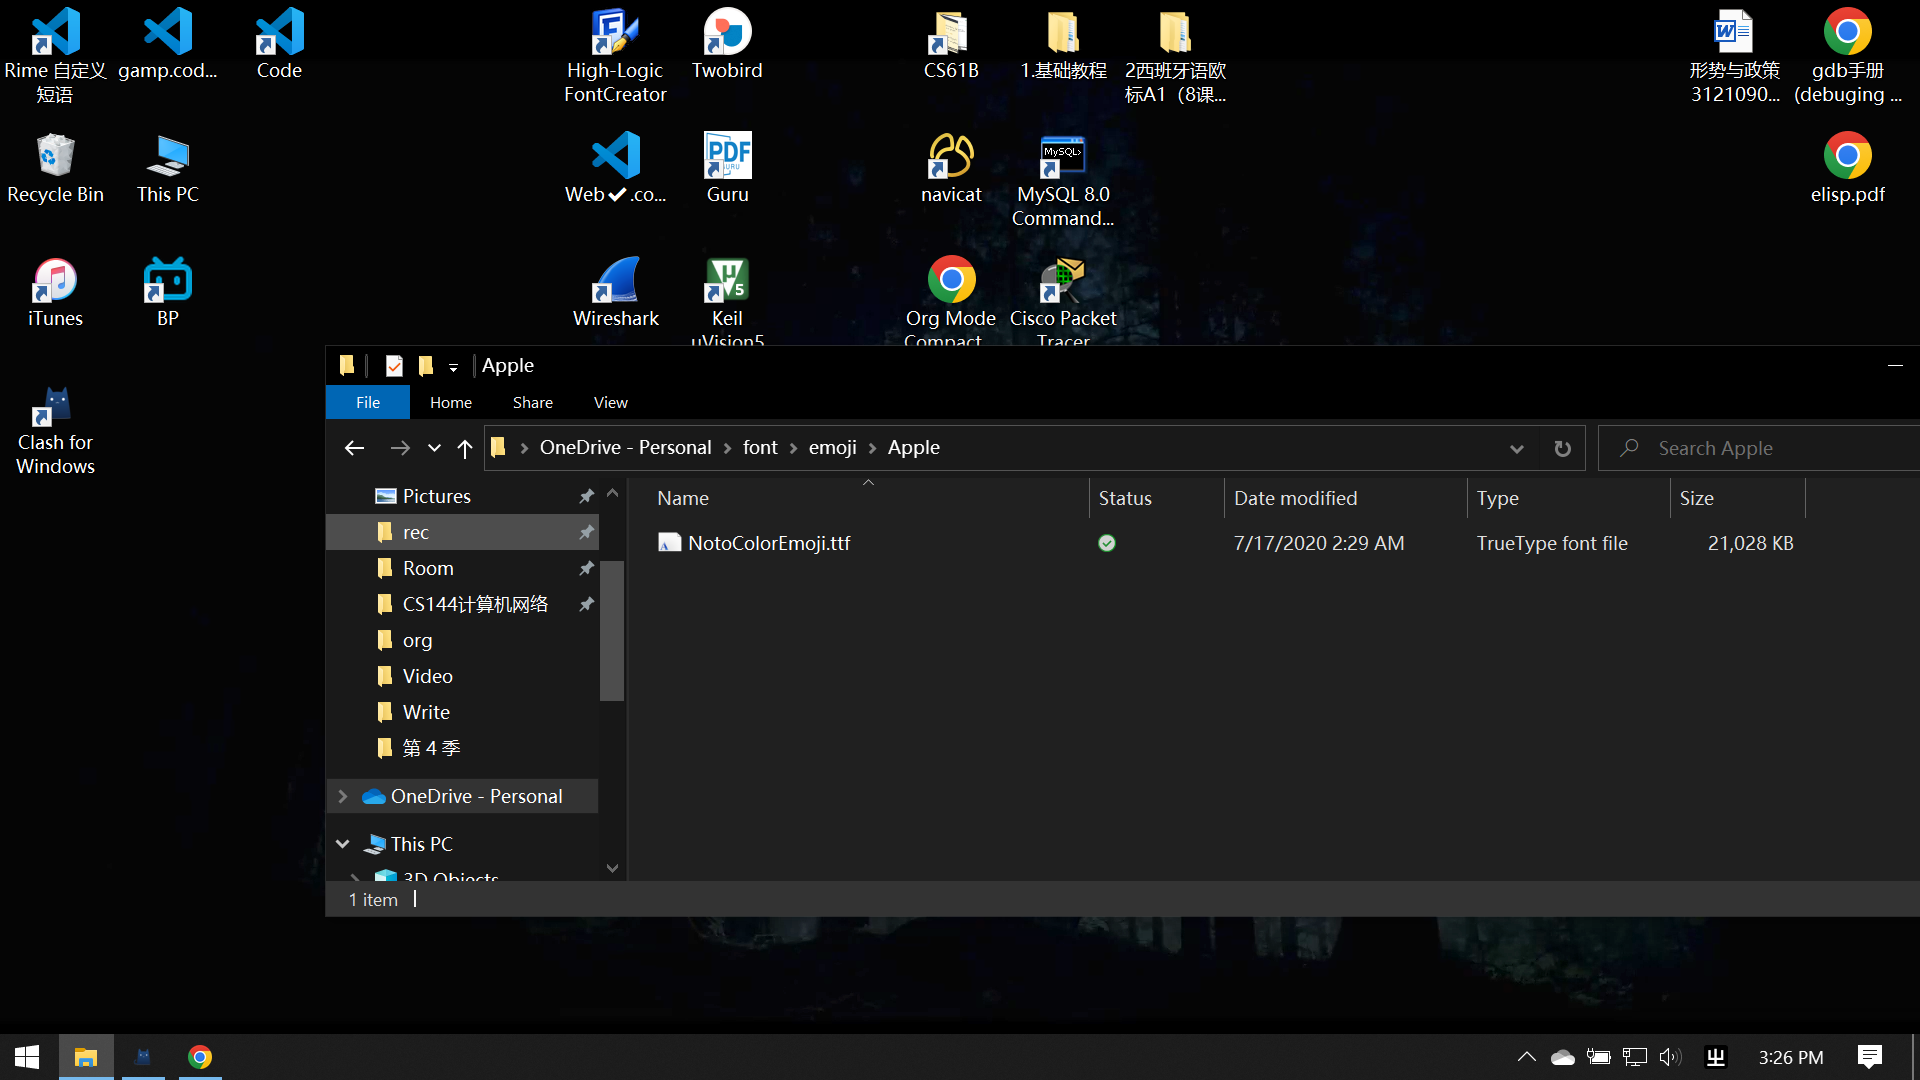 Rime 自定义
短语
gamp.cod...
Code
High-Logic
FontCreator
Twobird
CS61B
1.基础教程
2西班牙语欧
标A1（8课...
形势与政策
3121090...
gdb手册
(debuging ...
Recycle Bin
This PC
Web✔.co...
PDF
GURU
Guru
navicat
MySQL>
MySQL 8.0
Command...
elisp.pdf
iTunes
BP
Wireshark
Keil
µVision5
Org Mode
Compact
Cisco Packet
Tracer
Clash for
Windows
Apple
File
Home
Share
View
OneDrive - Personal
font
emoji
Apple
Search Apple
Pictures
rec
Room
CS144计算机网络
org
Video
Write
第 4 季
OneDrive - Personal
This PC
3D Objects
Name
Status
Date modified
Type
Size
NotoColorEmoji.ttf
7/17/2020 2:29 AM
TrueType font file
21,028 KB
1 item
3:26 PM